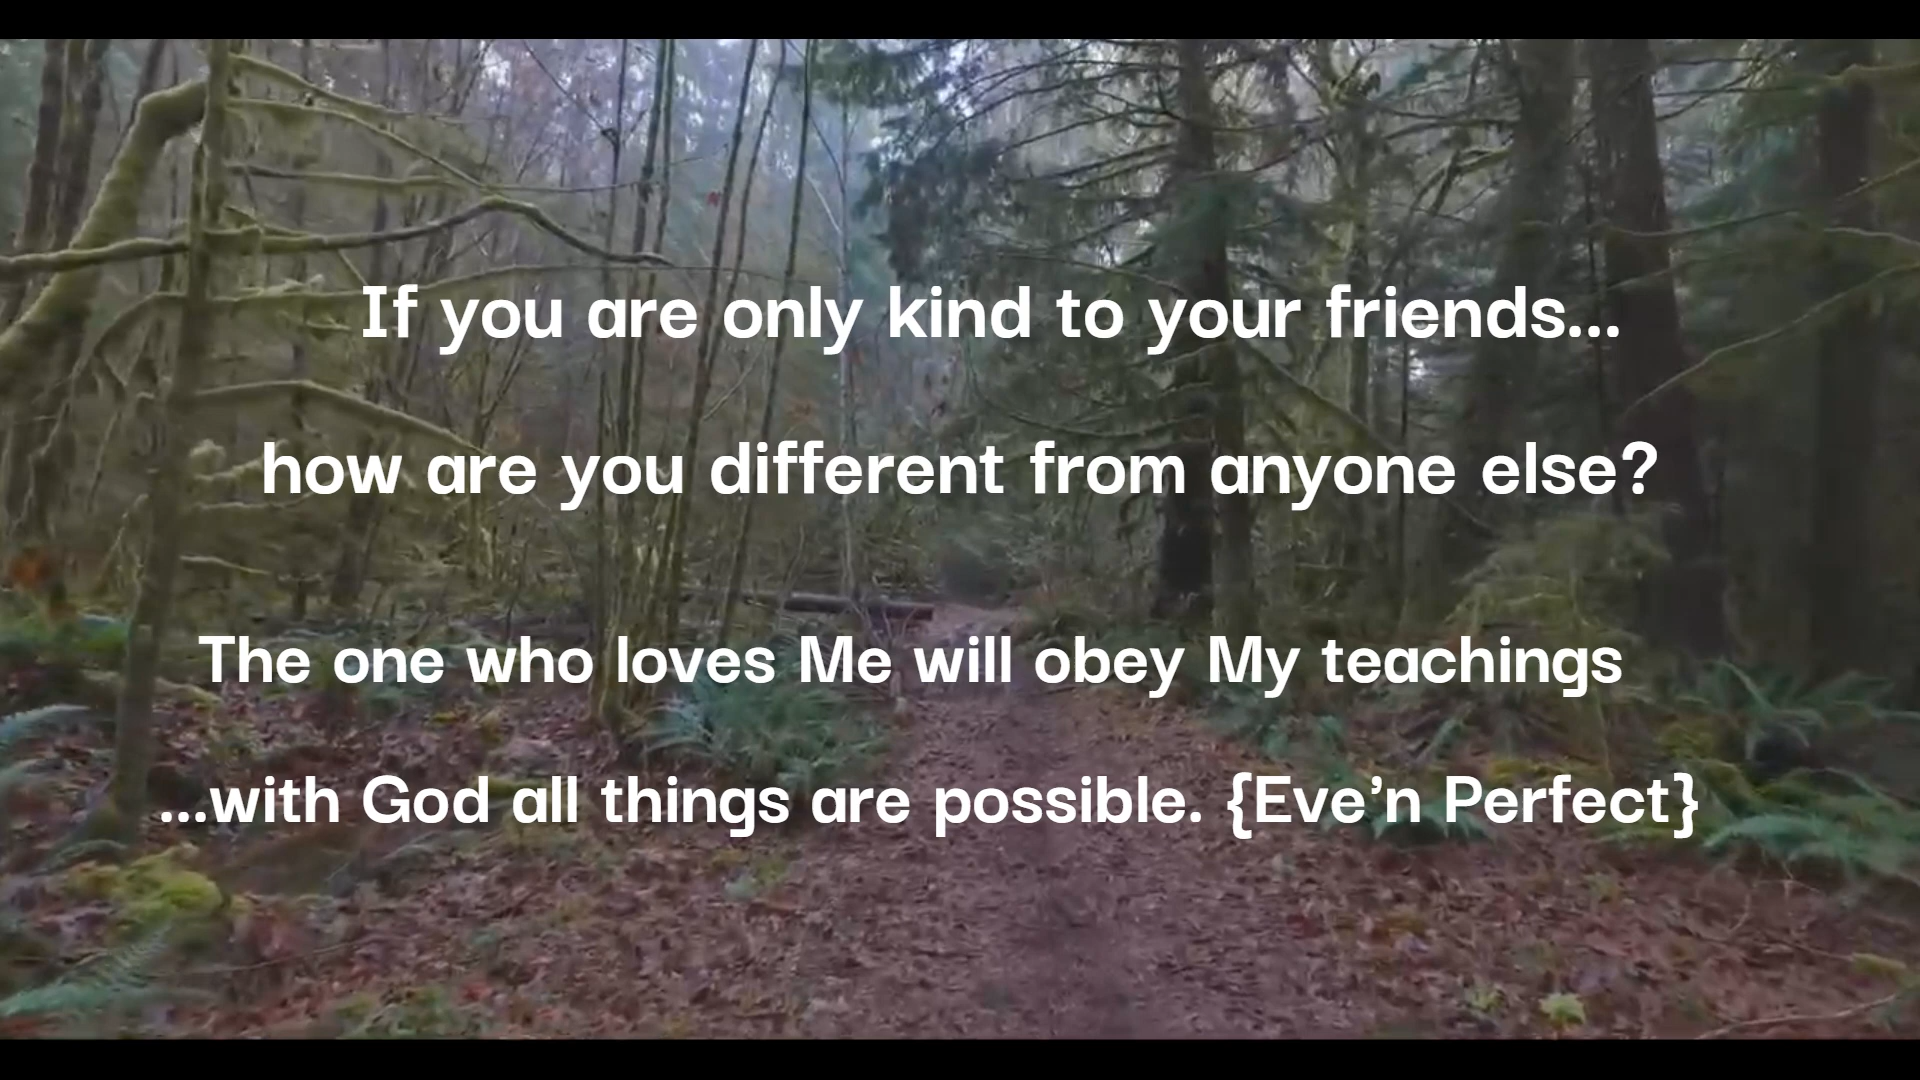 If you are only kind to your friends...
how are you different from anyone else?
The one who loves Me will obey My teachings
...with God all things are possible. {Eve’n Perfect}